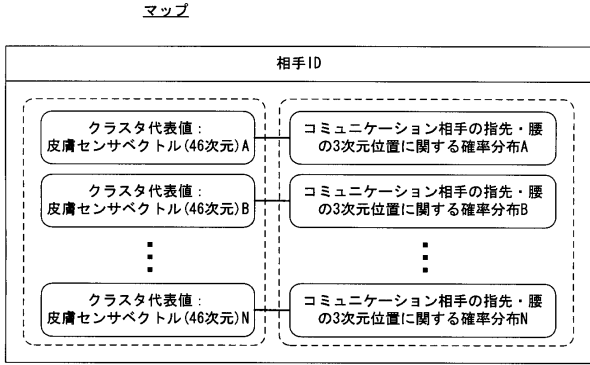 マップ
相手ID
クラスタ代表値：
皮膚センサベクトル(46次元)A
コミュニケーション相手の指先・腰
の3次元位置に関する確率分布A
クラスタ代表値：
皮膚センサベクトル(46次元)B
コミュニケーション相手の指先・腰
の3次元位置に関する確率分布B
クラスタ代表値：
皮膚センサベクトル(46次元)N
コミュニケーション相手の指先・腰
の3次元位置に関する確率分布N